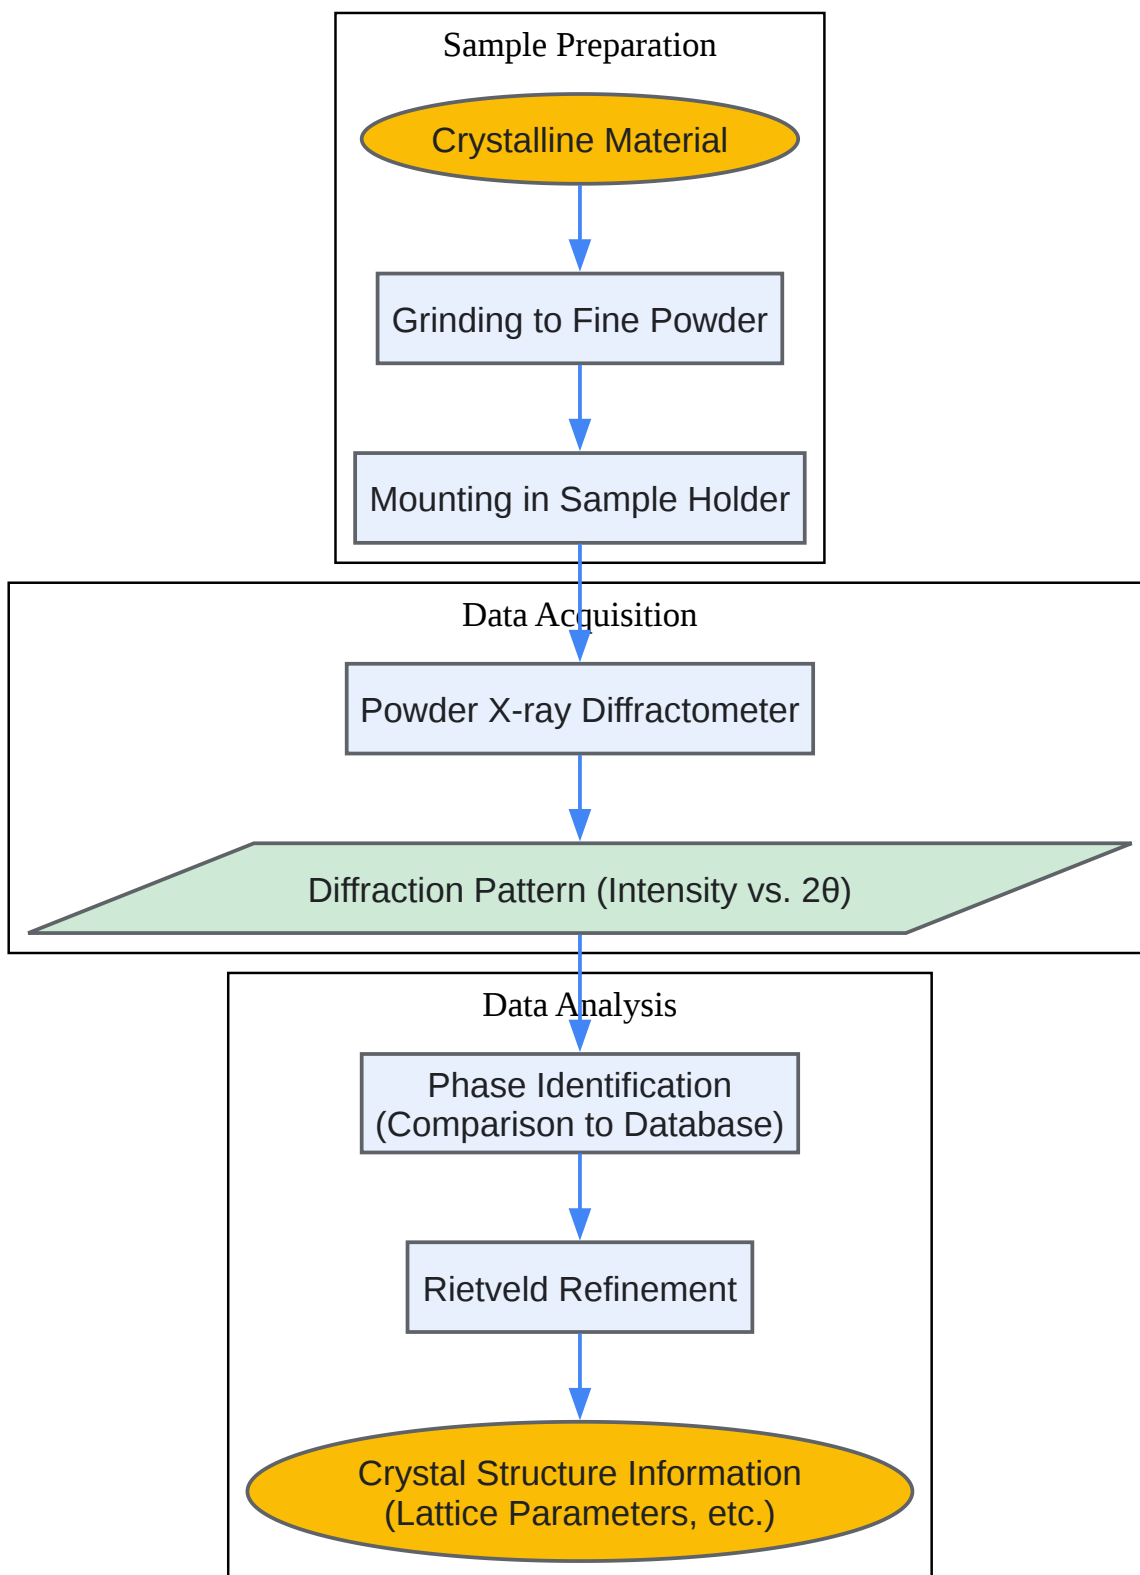 Sample Preparation
Crystalline Material
Grinding to Fine Powder
Mounting in Sample Holder
Data Acquisition
Powder X-ray Diffractometer
Diffraction Pattern (Intensity vs. 2θ)
Data Analysis
Phase Identification
(Comparison to Database)
Rietveld Refinement
Crystal Structure Information
(Lattice Parameters, etc.)